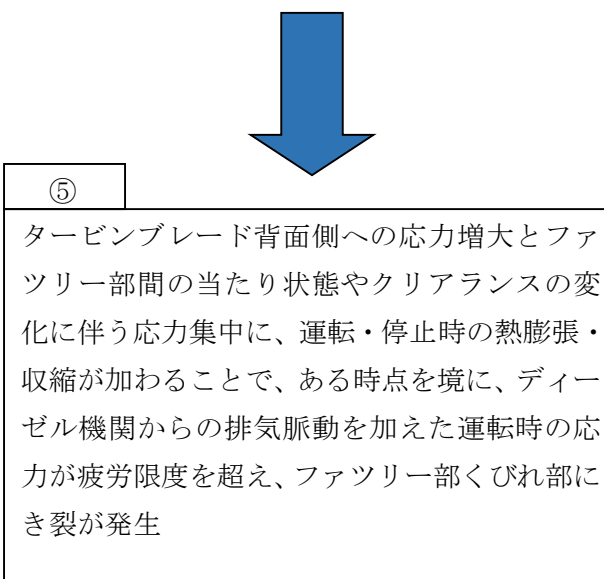 ⑤
タービンブレード背面側への応力増大とファ
ツリー部間の当たり状態やクリアランスの変
化に伴う応力集中に、運転・停止時の熱膨張・
収縮が加わることで、ある時点を境に、ディー
ゼル機関からの排気脈動を加えた運転時の応
力が疲労限度を超え、ファツリー部くびれ部に
き裂が発生